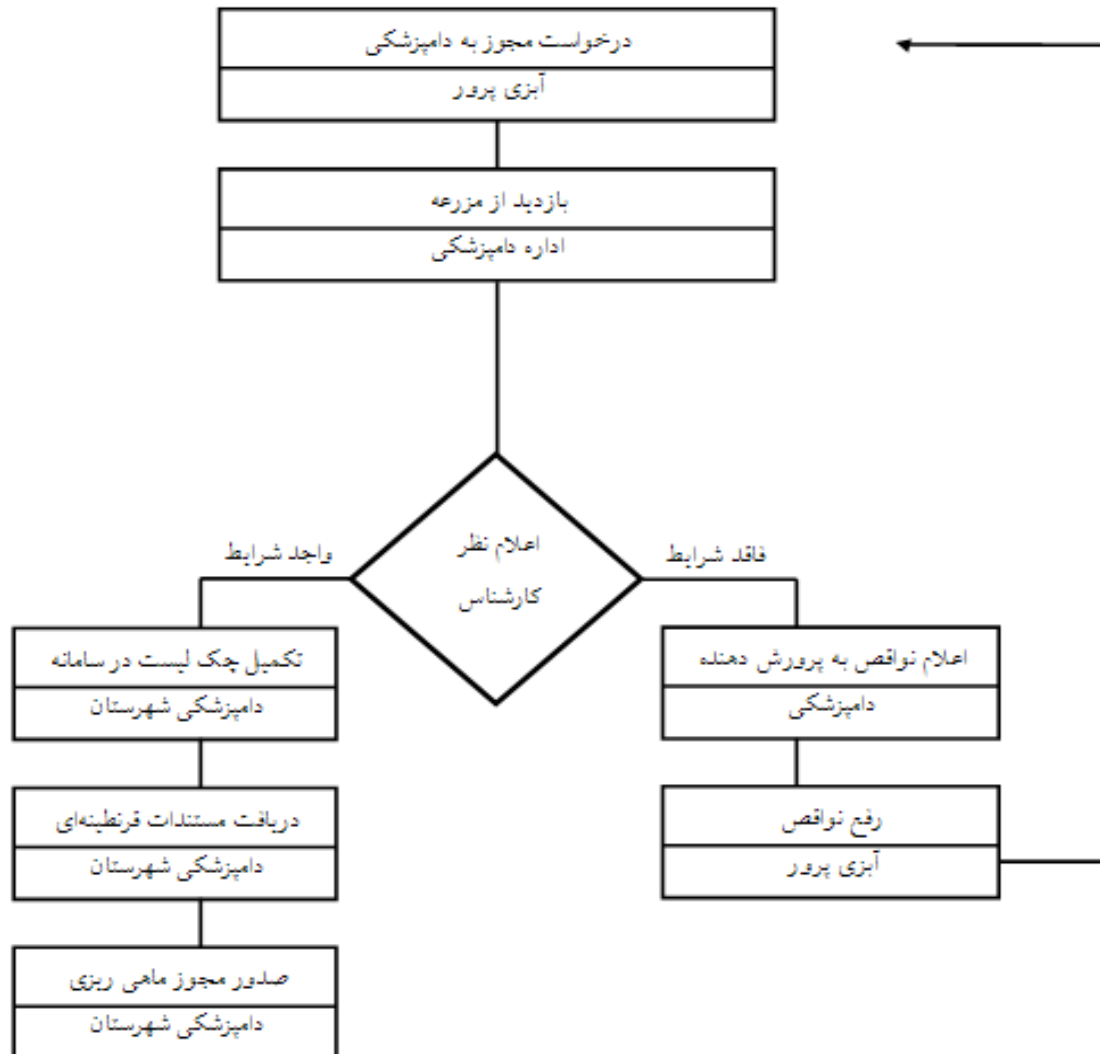 درخواست مجوز به دامپزشکی
آبزی پرور
بازدید از مزرعه
اداره دامپزشکی
اعلام نظر
کارشناس
فاقد شرایط
واجد شرایط
اعلام نواقص به پرورش دهنده
دامپزشکی
رفع نواقص
آبزی پرور
تکمیل چک لیست در سامانه
دامپزشکی شهرستان
دریافت مستندات قرنطینه‌ای
دامپزشکی شهرستان
صدور مجوز ماهی ریزی
دامپزشکی شهرستان